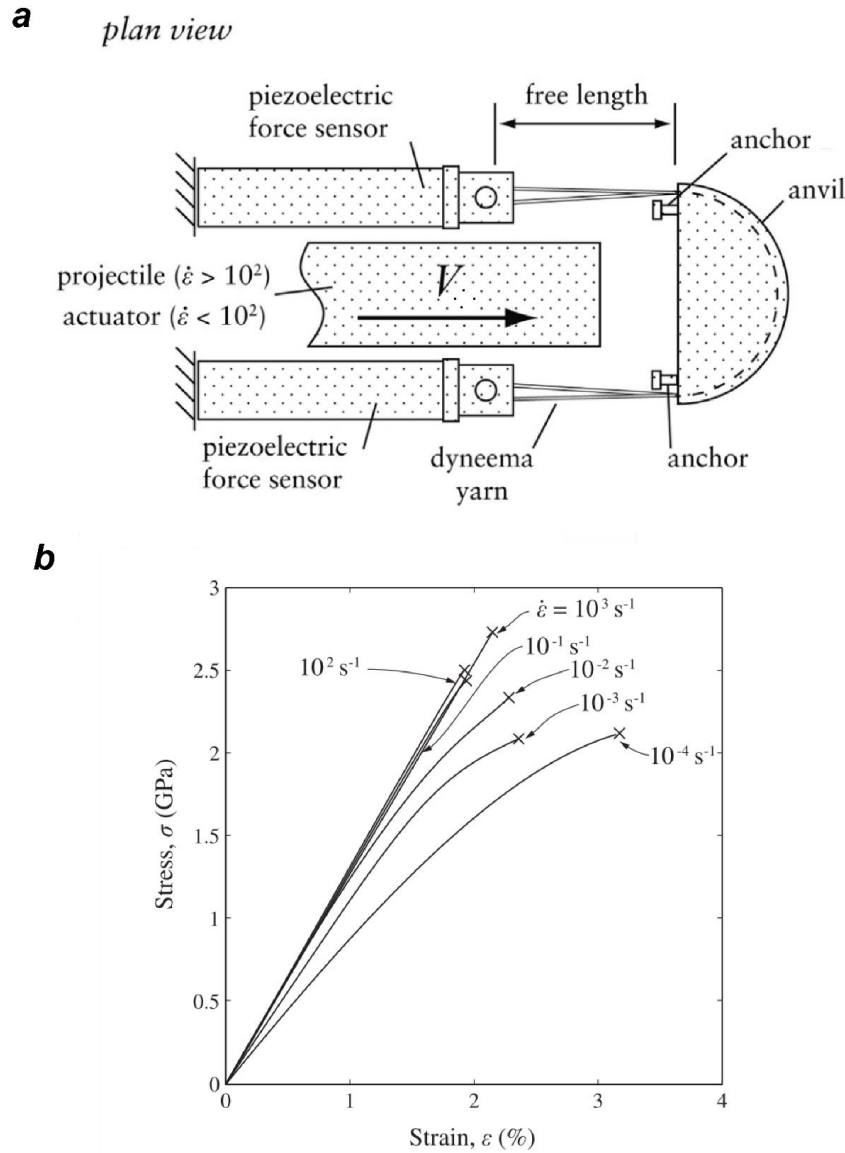 a
plan view
piezoelectric
force sensor
free length
anchor
anvil
projectile (ε̇ > 10²)
V
actuator (ε̇ < 10²)
piezoelectric
force sensor
dyneema
yarn
anchor
b
3
ε̇ = 10³ s⁻¹
10⁻¹ s⁻¹
10² s⁻¹
10⁻² s⁻¹
2.5
10⁻³ s⁻¹
2
10⁻⁴ s⁻¹
Stress, σ (GPa)
1.5
1
0.5
0
0 1 2 3 4
Strain, ε (%)